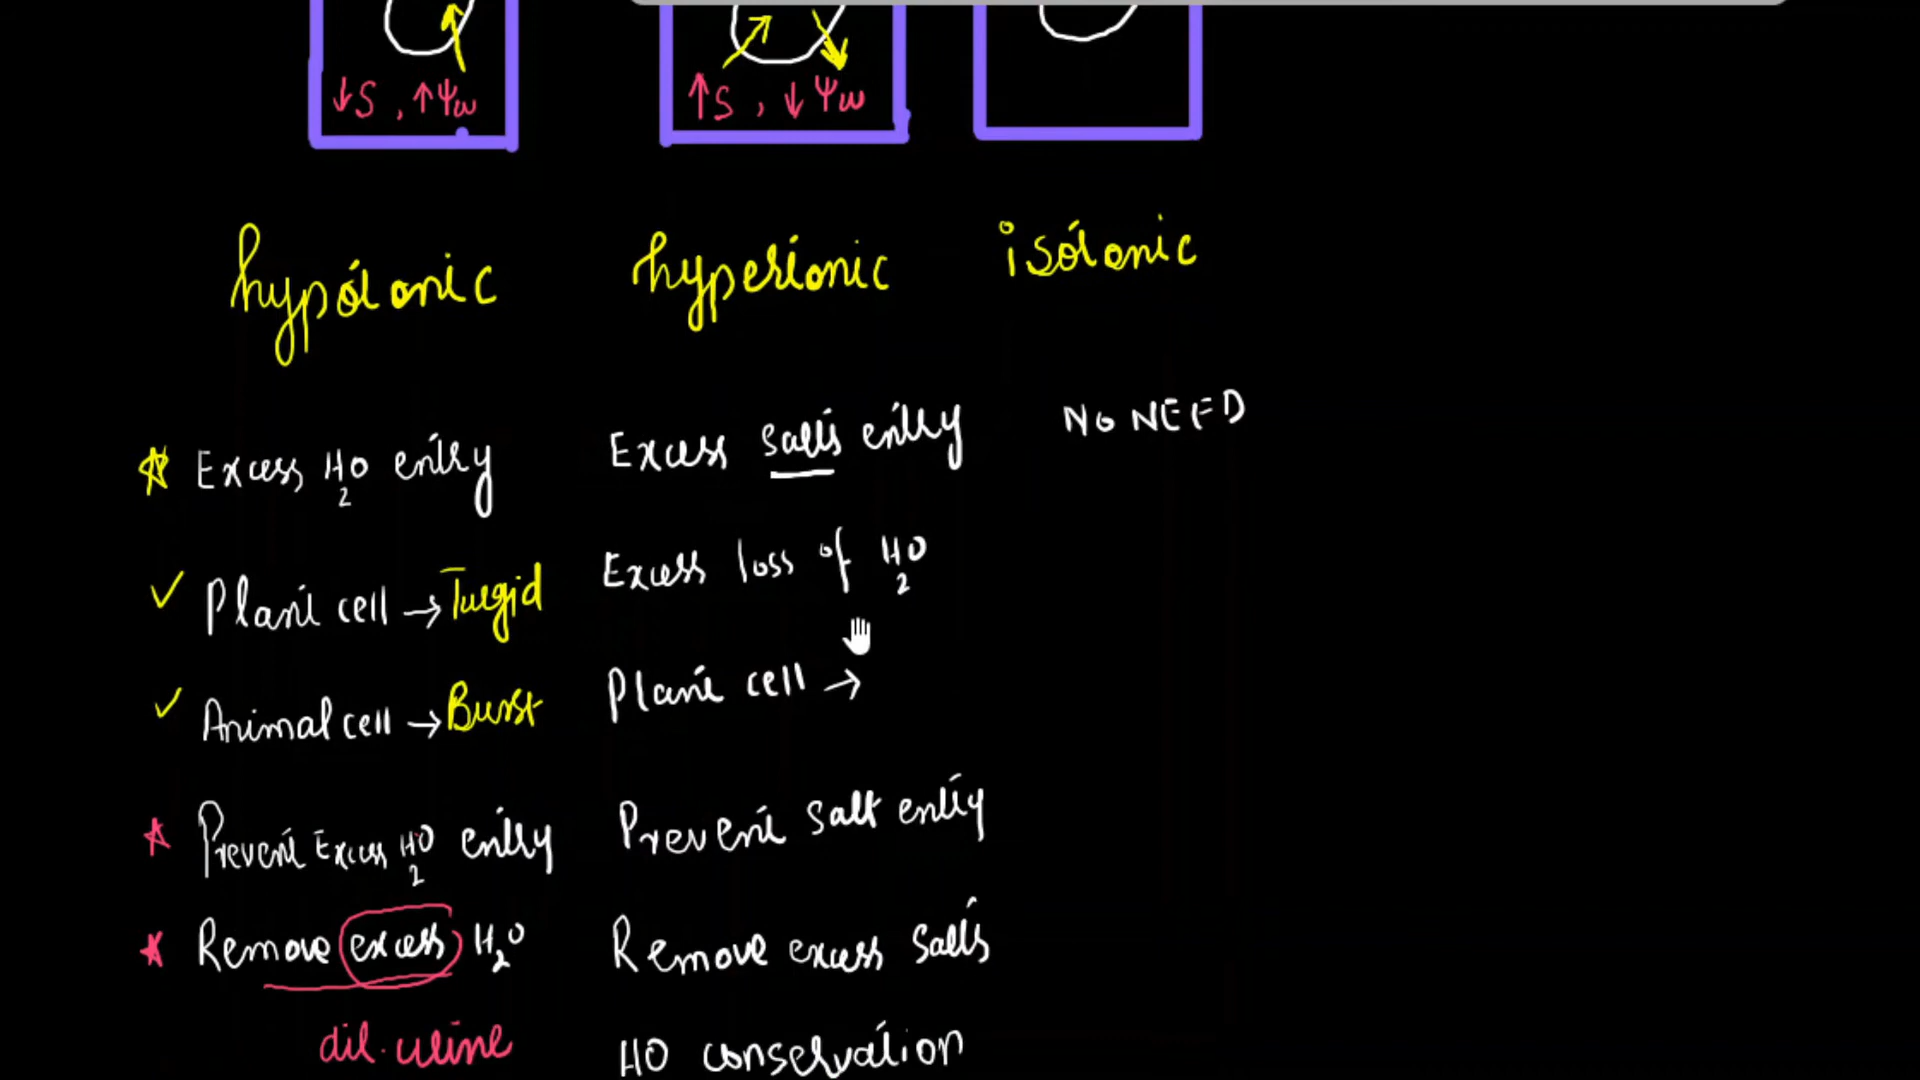 ↓S, ↑Ψw
↑S, ↓Ψw
hypotonic
hypertonic
isotonic
Excess H2O entry
Excess salts entry
NO NEED
Excess loss of H2O
Plant cell → Turgid
Plant cell →
Animal cell → Burst
Prevent Excess H2O entry
Prevent salt entry
Remove excess H2O
Remove excess salts
dil. urine
HO conservation